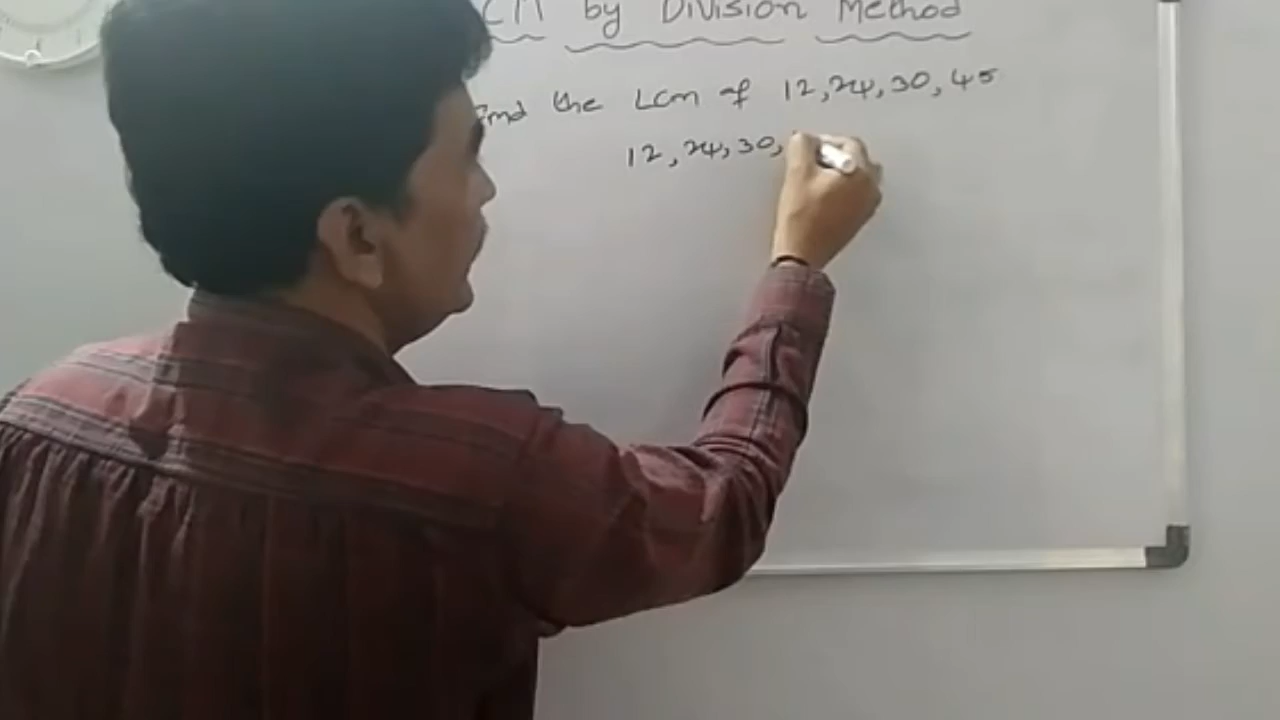 CM by Division Method
Find the LCM of 12, 24, 30, 45
12, 24, 30,